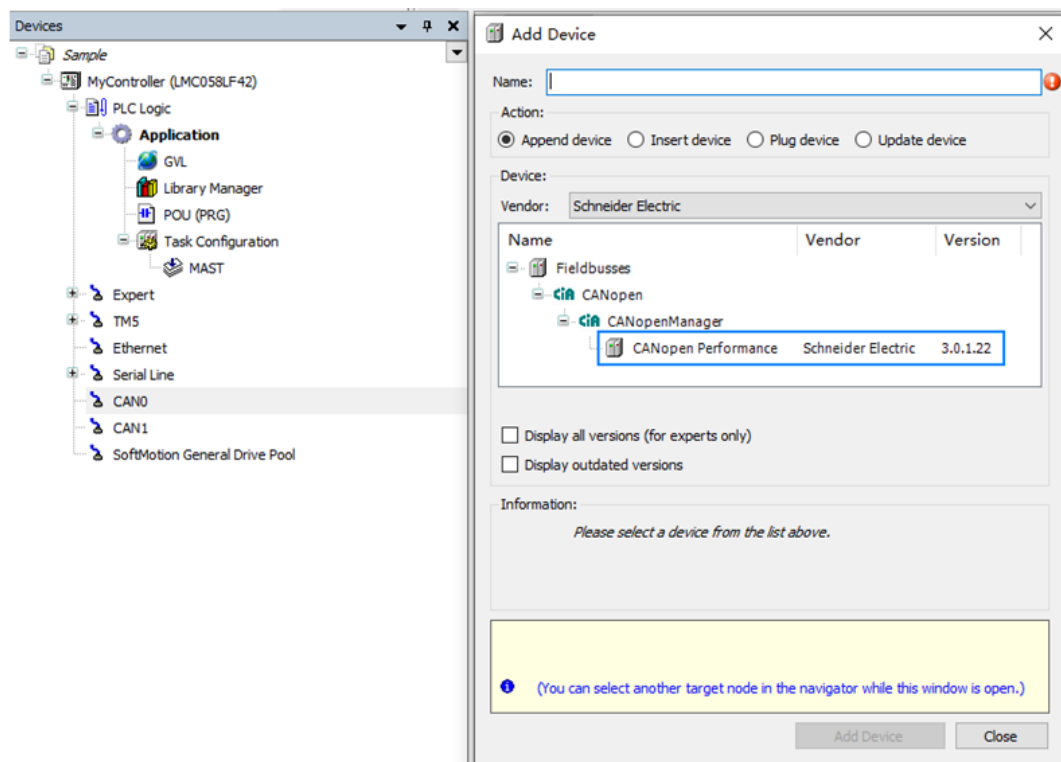 Devices
Sample
MyController (LMC058LF42)
PLC Logic
Application
GVL
Library Manager
POU (PRG)
Task Configuration
MAST
Expert
TM5
Ethernet
Serial Line
CAN0
CAN1
SoftMotion General Drive Pool
Add Device
Name:
Action:
Append device Insert device Plug device Update device
Device:
Vendor: Schneider Electric
Name Vendor Version
Fieldbusses
CiA CANopen
CiA CANopenManager
CANopen Performance Schneider Electric 3.0.1.22
Display all versions (for experts only)
Display outdated versions
Information:
Please select a device from the list above.
(You can select another target node in the navigator while this window is open.)
Add Device Close